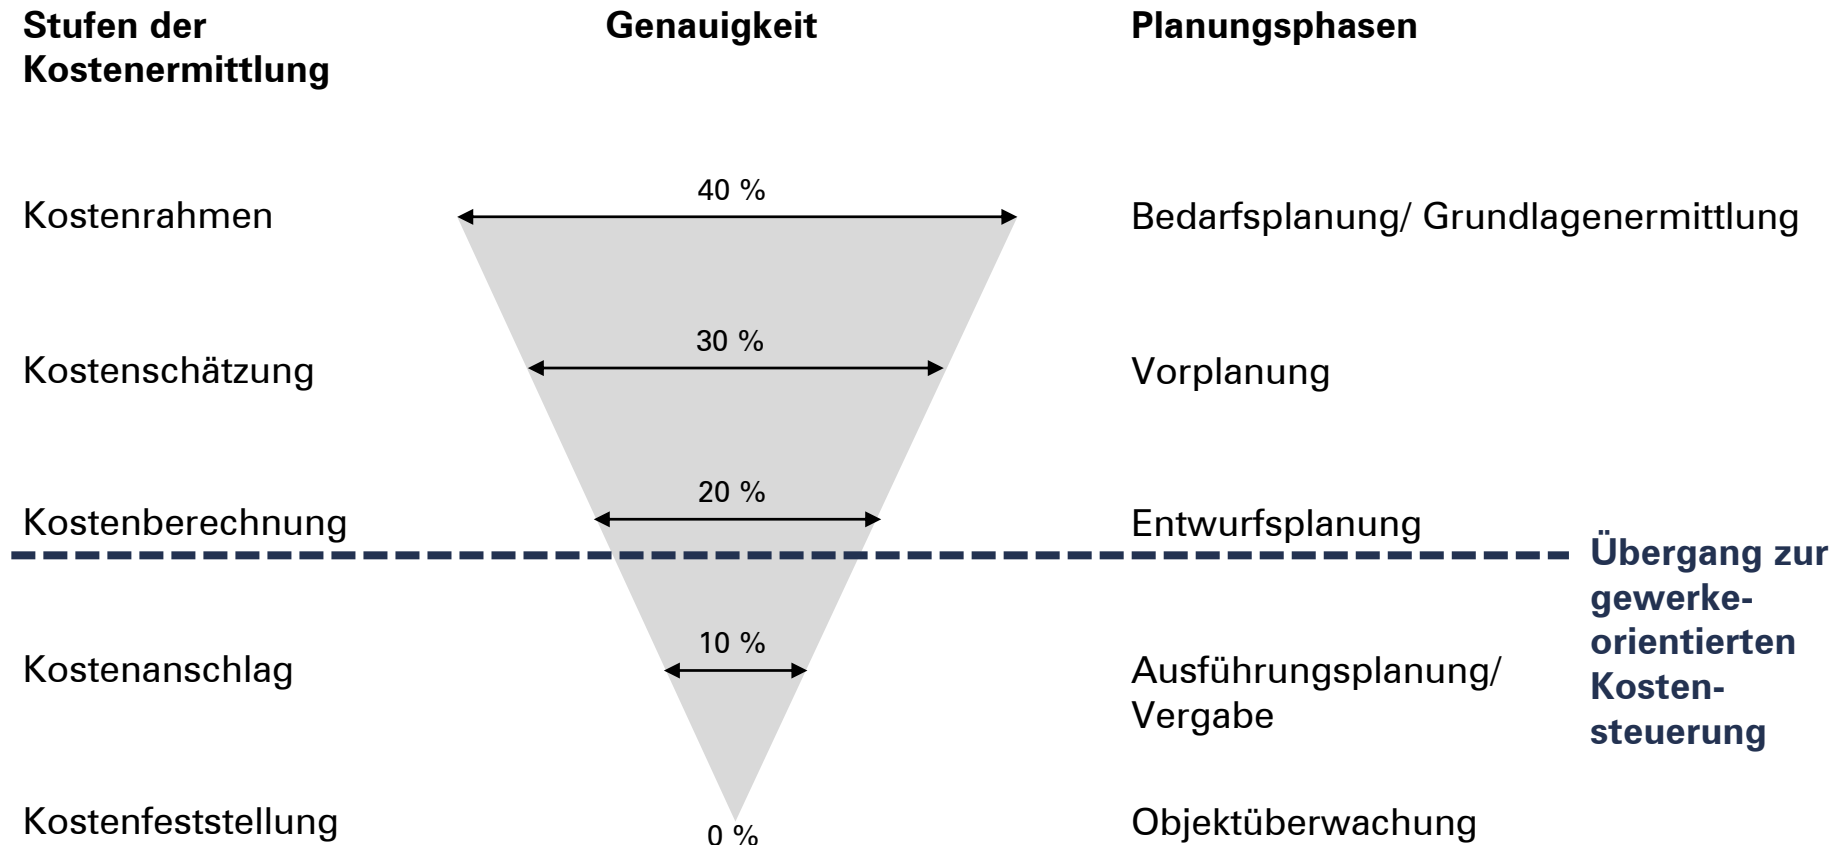 Stufen der
Kostenermittlung
Genauigkeit
Planungsphasen
Kostenrahmen
40 %
Bedarfsplanung/ Grundlagenermittlung
Kostenschätzung
30 %
Vorplanung
Kostenberechnung
20 %
Entwurfsplanung
Übergang zur
gewerke-
orientierten
Kosten-
steuerung
Kostenanschlag
10 %
Ausführungsplanung/
Vergabe
Kostenfeststellung
0 %
Objektüberwachung